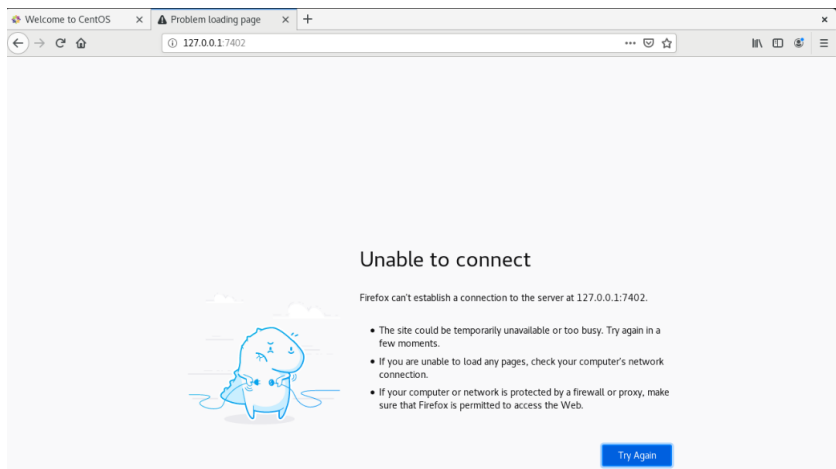 Welcome to CentOS
Problem loading page
127.0.0.1:7402
Unable to connect
Firefox can't establish a connection to the server at 127.0.0.1:7402.
The site could be temporarily unavailable or too busy. Try again in a
few moments.
If you are unable to load any pages, check your computer's network
connection.
If your computer or network is protected by a firewall or proxy, make
sure that Firefox is permitted to access the Web.
Try Again